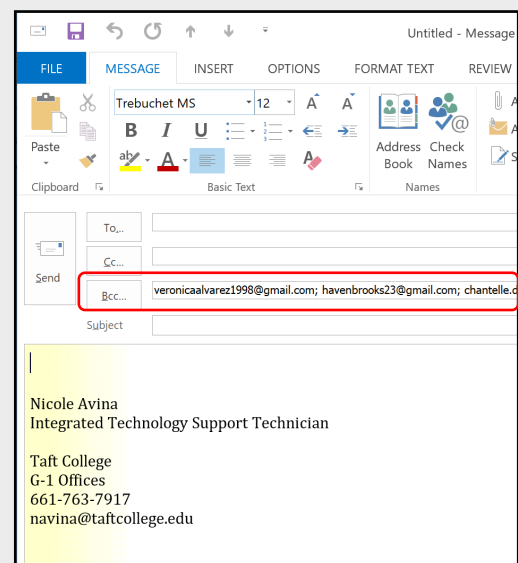 Untitled - Message
FILE MESSAGE INSERT OPTIONS FORMAT TEXT REVIEW
Trebuchet MS 12 A A
Paste B I U Address Book Check Names
ab A A
Clipboard Basic Text Names
To...
Cc...
Send
Bcc... veronicaalvarez1998@gmail.com; havenbrooks23@gmail.com; chantelle.
Subject
Nicole Avina
Integrated Technology Support Technician
Taft College
G-1 Offices
661-763-7917
navina@taftcollege.edu